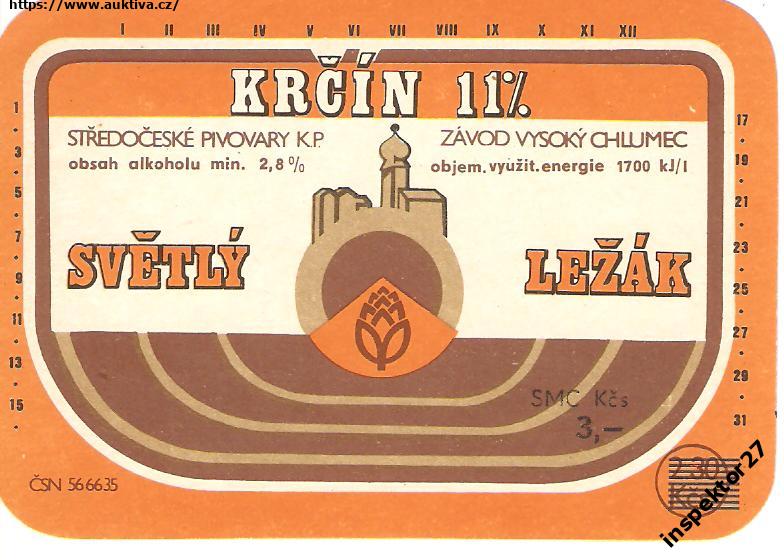 https://www.auktiva.cz/
I II III IV V VI VII VIII IX X XI XII
KRČÍN 11%
STŘEDOČESKÉ PIVOVARY K.P.
obsah alkoholu min. 2,8%
ZÁVOD VYSOKÝ CHLUMEC
objem.využit.energie 1700 kJ/l
SVĚTLÝ
LEŽÁK
1
3
5
7
9
11
13
15
17
19
21
23
25
27
29
31
SMC Kčs
3,–
2,30
Kčs
ČSN 56 6635
inspektor27